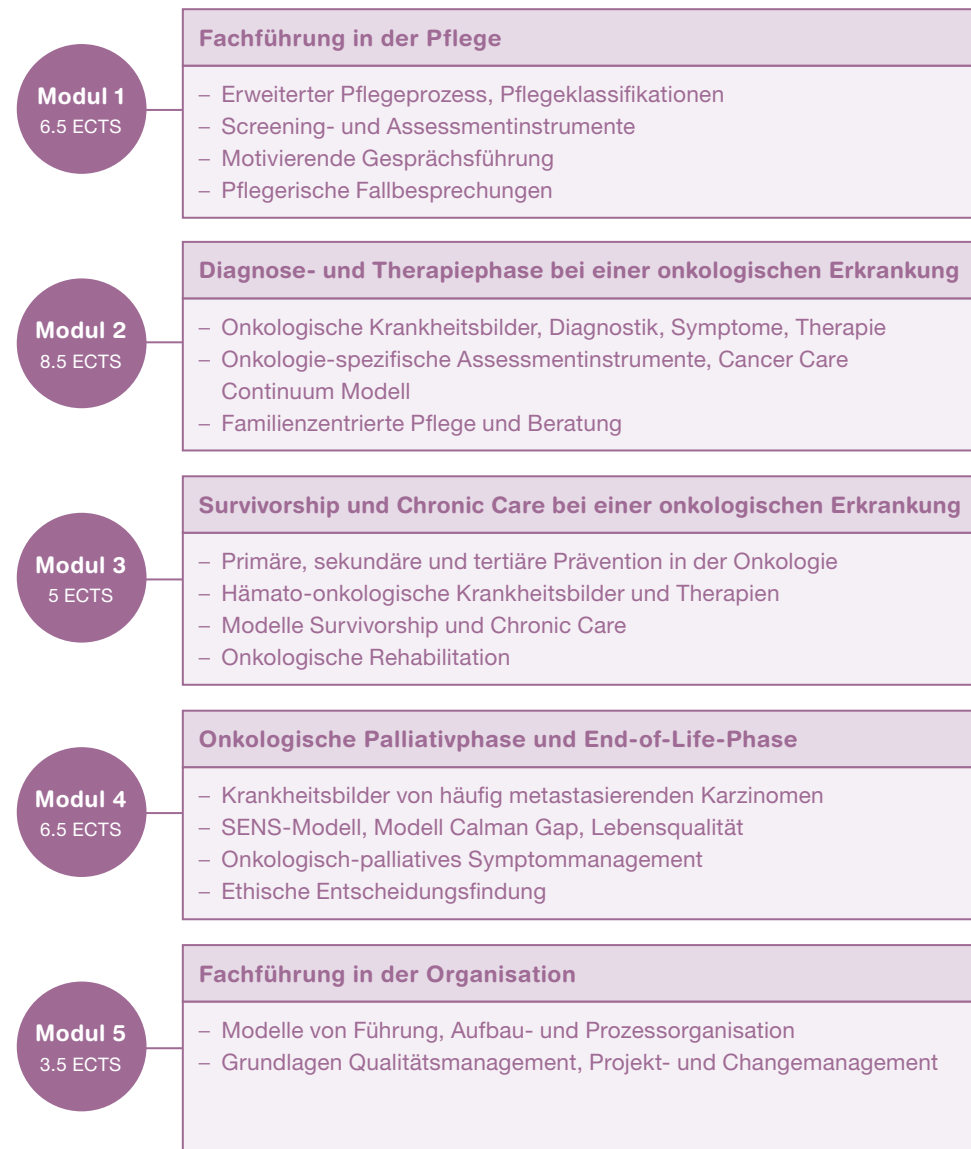 Fachführung in der Pflege
Modul 1
6.5 ECTS
– Erweiterter Pflegeprozess, Pflegeklassifikationen
– Screening- und Assessmentinstrumente
– Motivierende Gesprächsführung
– Pflegerische Fallbesprechungen
Diagnose- und Therapiephase bei einer onkologischen Erkrankung
Modul 2
8.5 ECTS
– Onkologische Krankheitsbilder, Diagnostik, Symptome, Therapie
– Onkologie-spezifische Assessmentinstrumente, Cancer Care
Continuum Modell
– Familienzentrierte Pflege und Beratung
Survivorship und Chronic Care bei einer onkologischen Erkrankung
Modul 3
5 ECTS
– Primäre, sekundäre und tertiäre Prävention in der Onkologie
– Hämato-onkologische Krankheitsbilder und Therapien
– Modelle Survivorship und Chronic Care
– Onkologische Rehabilitation
Onkologische Palliativphase und End-of-Life-Phase
Modul 4
6.5 ECTS
– Krankheitsbilder von häufig metastasierenden Karzinomen
– SENS-Modell, Modell Calman Gap, Lebensqualität
– Onkologisch-palliatives Symptommanagement
– Ethische Entscheidungsfindung
Fachführung in der Organisation
Modul 5
3.5 ECTS
– Modelle von Führung, Aufbau- und Prozessorganisation
– Grundlagen Qualitätsmanagement, Projekt- und Changemanagement